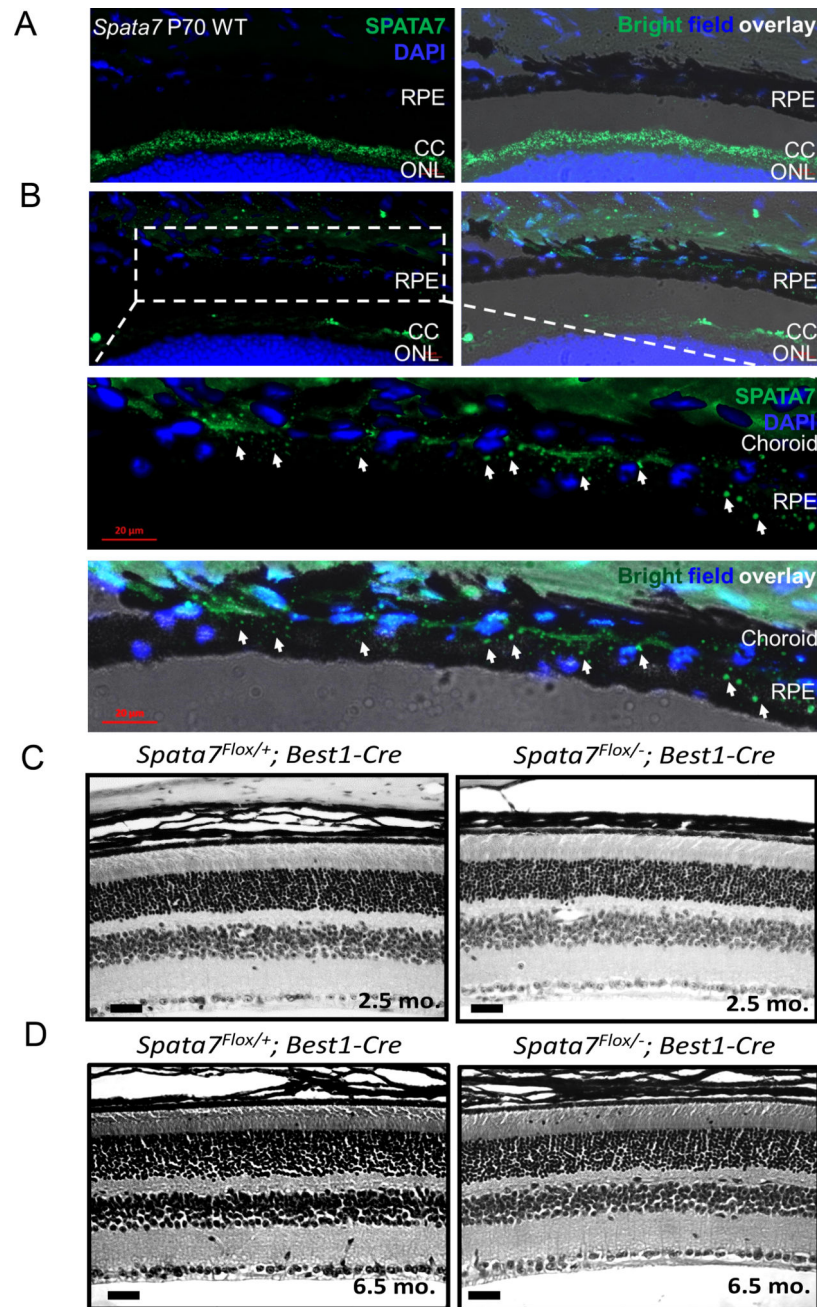 A
Spata7 P70 WT
SPATA7
DAPI
RPE
CC
ONL
Bright field overlay
RPE
CC
ONL
B
RPE
CC
ONL
RPE
CC
ONL
SPATA7
DAPI
Choroid
RPE
20 µm
Bright field overlay
Choroid
RPE
20 µm
C
Spata7Flox/+; Best1-Cre
Spata7Flox/-; Best1-Cre
2.5 mo.
2.5 mo.
D
Spata7Flox/+; Best1-Cre
Spata7Flox/-; Best1-Cre
6.5 mo.
6.5 mo.